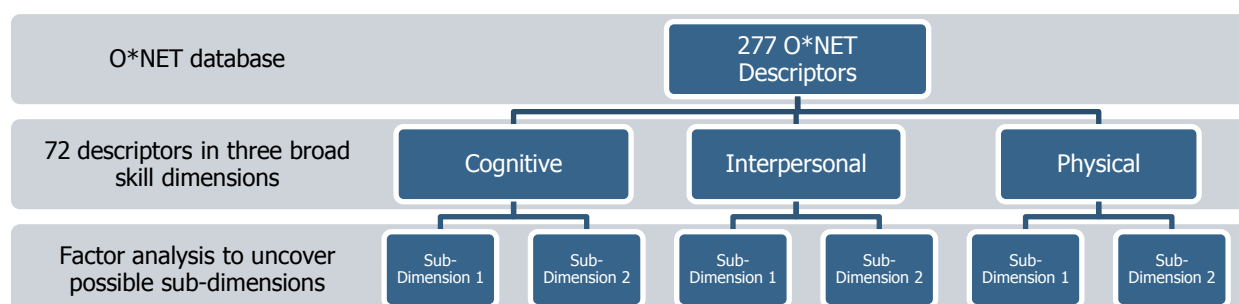 O*NET database
277 O*NET
Descriptors
72 descriptors in three broad
skill dimensions
Cognitive
Interpersonal
Physical
Factor analysis to uncover
possible sub-dimensions
Sub-
Dimension 1
Sub-
Dimension 2
Sub-
Dimension 1
Sub-
Dimension 2
Sub-
Dimension 1
Sub-
Dimension 2